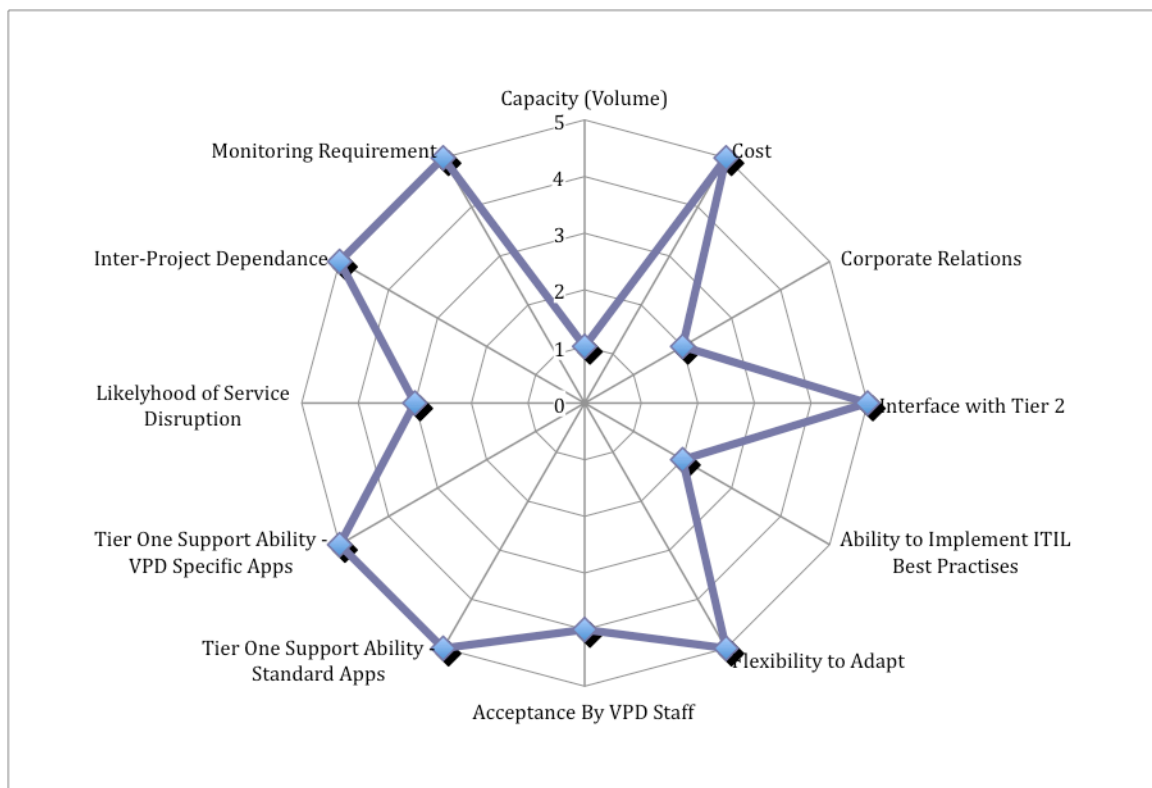 Capacity (Volume)
5
Monitoring Requirement
Cost
4
3
Inter-Project Dependance
Corporate Relations
2
1
Likelyhood of Service
Disruption
0
Interface with Tier 2
Tier One Support Ability -
VPD Specific Apps
Ability to Implement ITIL
Best Practises
Tier One Support Ability -
Standard Apps
Flexibility to Adapt
Acceptance By VPD Staff